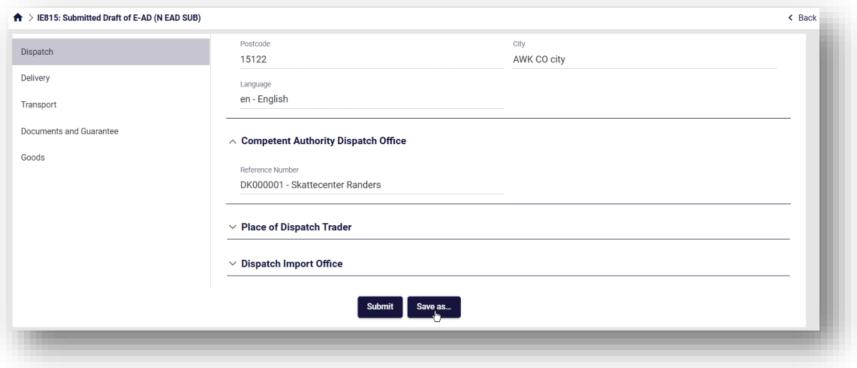 > IE815: Submitted Draft of E-AD (N EAD SUB)
Back
Dispatch
Delivery
Transport
Documents and Guarantee
Goods
Postcode
City
15122
AWK CO city
Language
en - English
Competent Authority Dispatch Office
Reference Number
DK000001 - Skattecenter Randers
Place of Dispatch Trader
Dispatch Import Office
Submit
Save as...